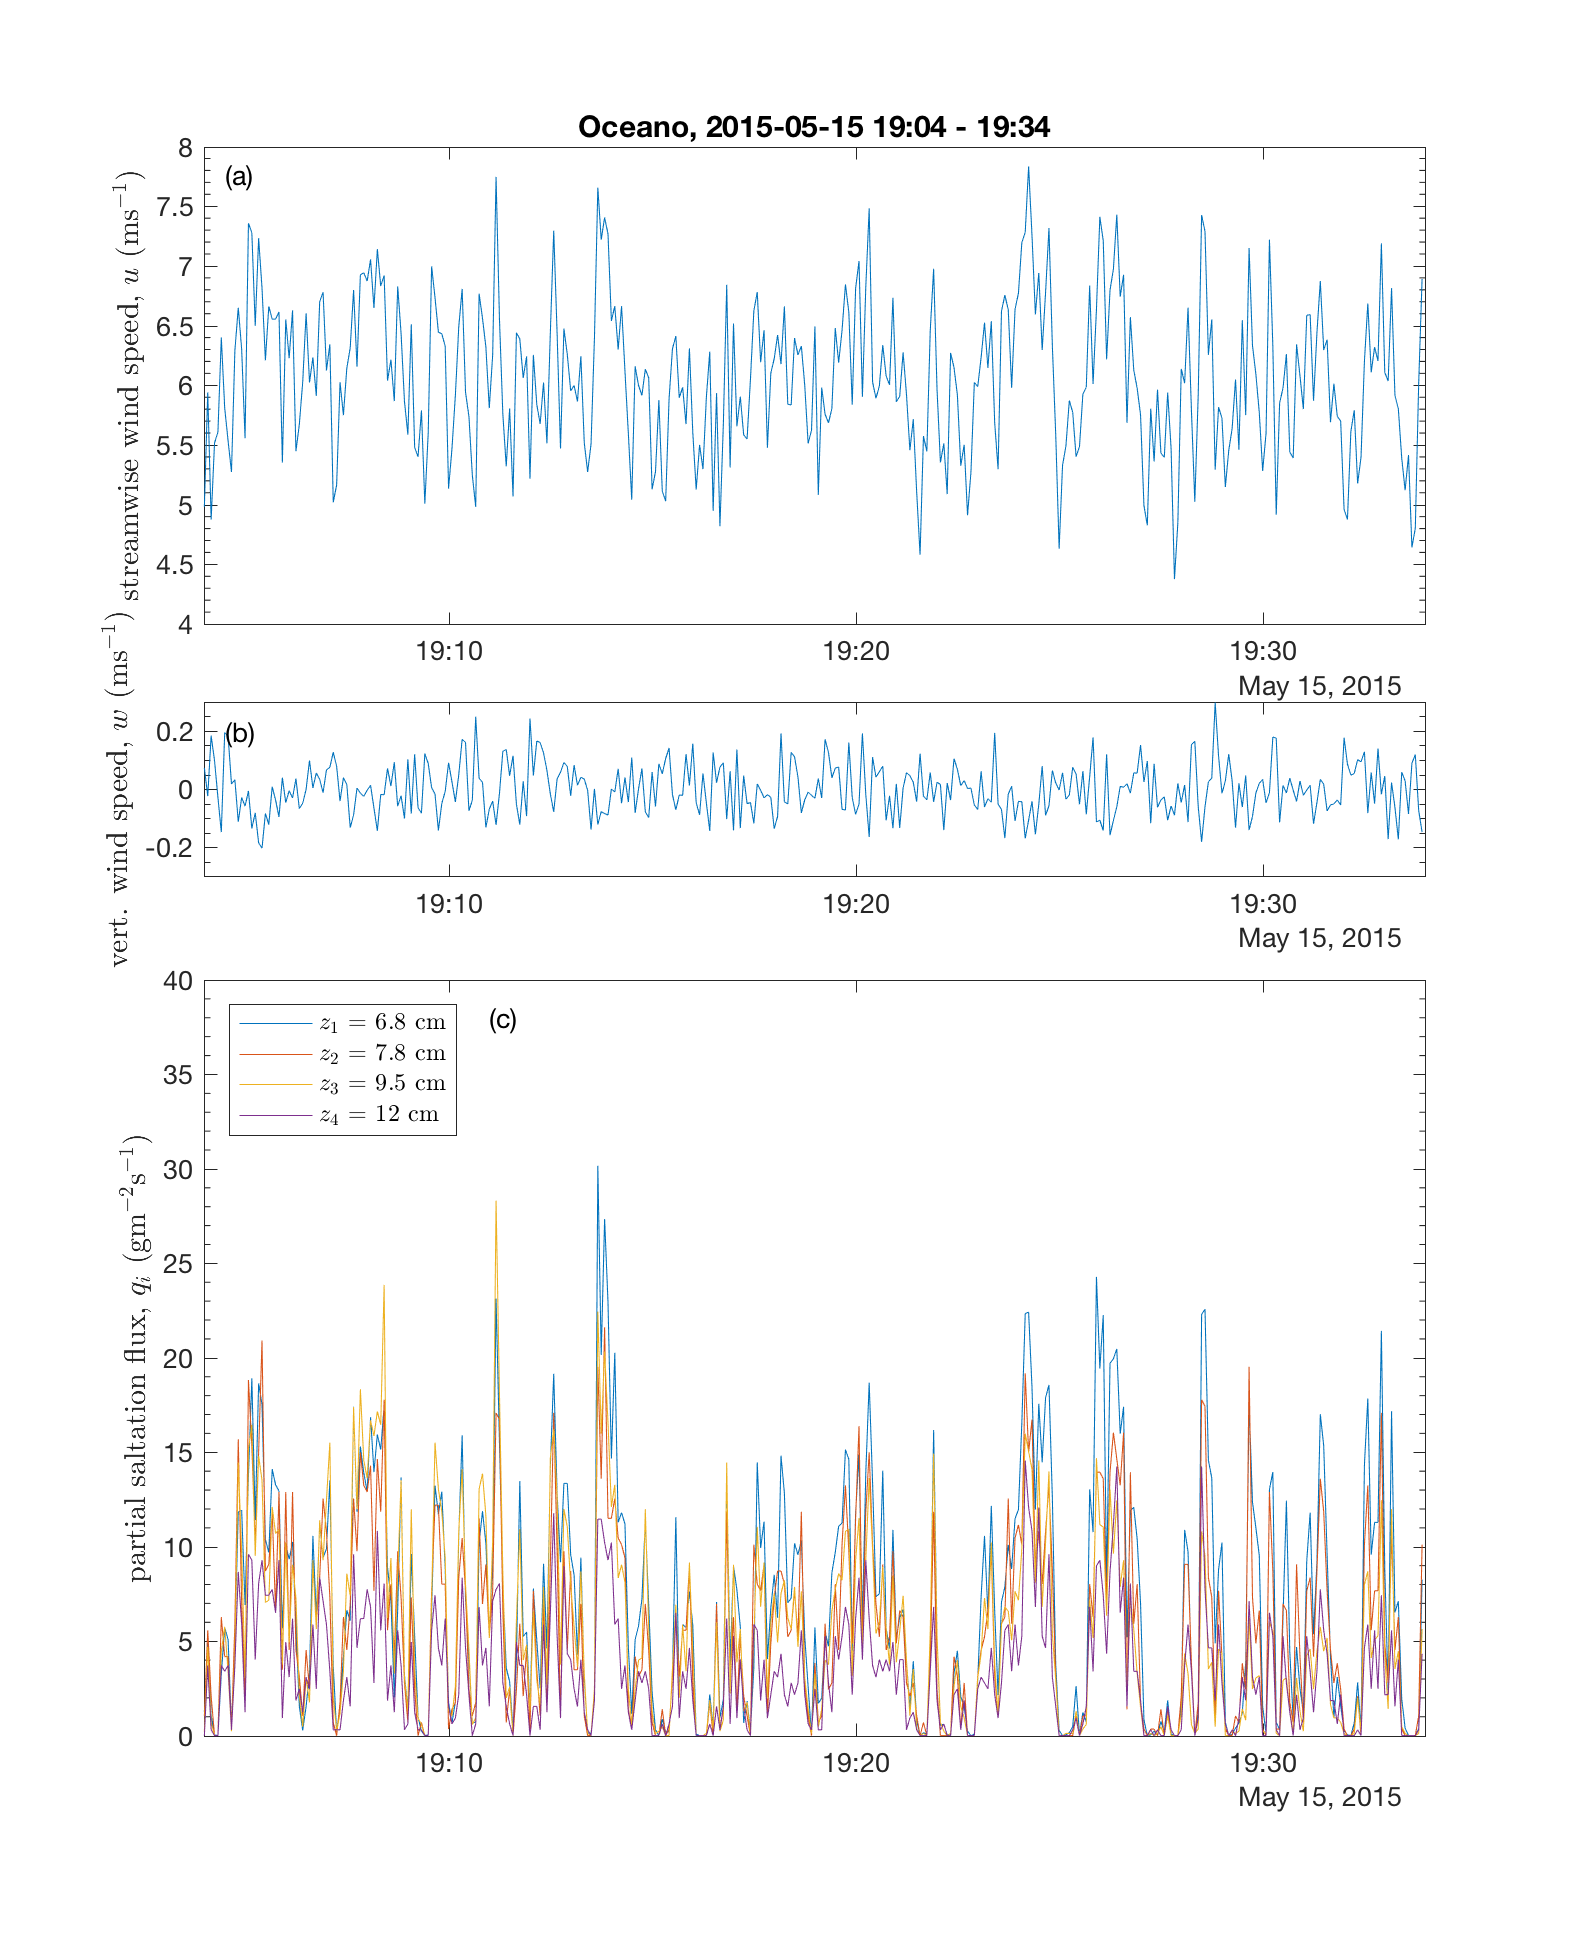 Oceano, 2015-05-15 19:04 - 19:34
(a)
streamwise wind speed, u (ms⁻¹)
8
7.5
7
6.5
6
5.5
5
4.5
4
19:10 19:20 19:30
May 15, 2015
(b)
vert. wind speed, w (ms⁻¹)
0.2
0
-0.2
19:10 19:20 19:30
May 15, 2015
(c)
partial saltation flux, qᵢ (gm⁻²s⁻¹)
40
35
30
25
20
15
10
5
0
z₁ = 6.8 cm
z₂ = 7.8 cm
z₃ = 9.5 cm
z₄ = 12 cm
19:10 19:20 19:30
May 15, 2015